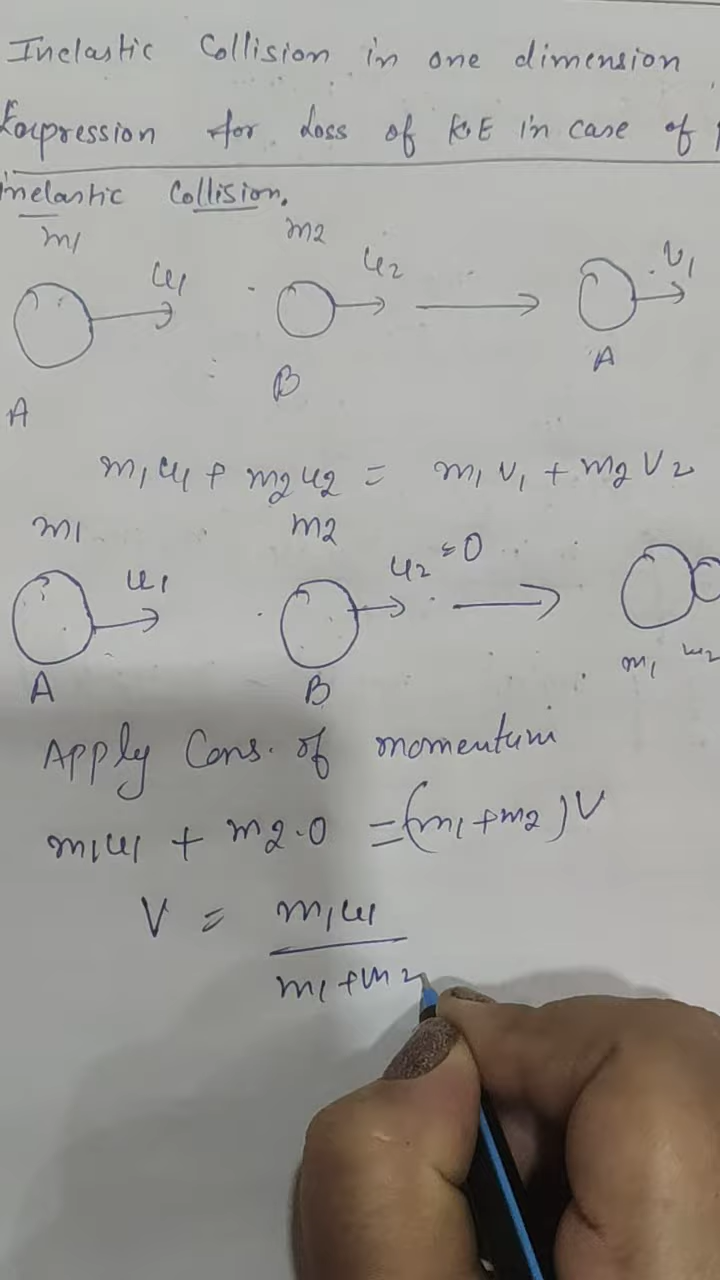 Inelastic Collision in one dimension
Expression for Loss of K.E in case of
inelastic Collision.
m1 m2
u1 u2 v1
A B A
m1u1 + m2u2 = m1v1 + m2v2
m1 m2
u1 u2=0
A B m1 m2
Apply Cons. of momentum
m1u1 + m2.0 =(m1+m2)V
V = m1u1
m1+m2